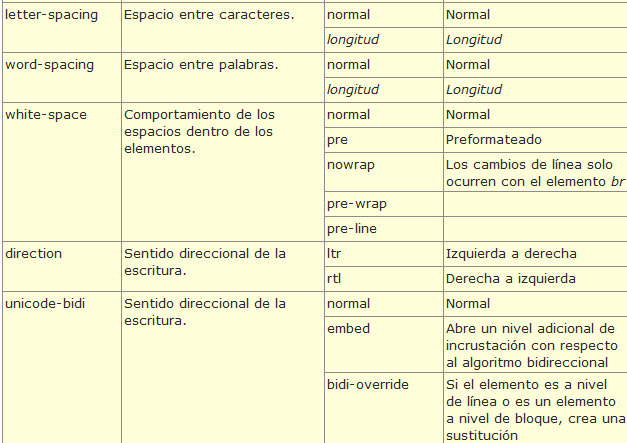 letter-spacing Espacio entre caracteres. normal Normal
longitud Longitud
word-spacing Espacio entre palabras. normal Normal
longitud Longitud
white-space Comportamiento de los normal Normal
espacios dentro de los
elementos. pre Preformateado
nowrap Los cambios de línea solo
ocurren con el elemento br
pre-wrap
pre-line
direction Sentido direccional de la ltr Izquierda a derecha
escritura. rtl Derecha a izquierda
unicode-bidi Sentido direccional de la normal Normal
escritura. embed Abre un nivel adicional de
incrustación con respecto
al algoritmo bidireccional
bidi-override Si el elemento es a nivel
de línea o es un elemento
a nivel de bloque, crea una
sustitución